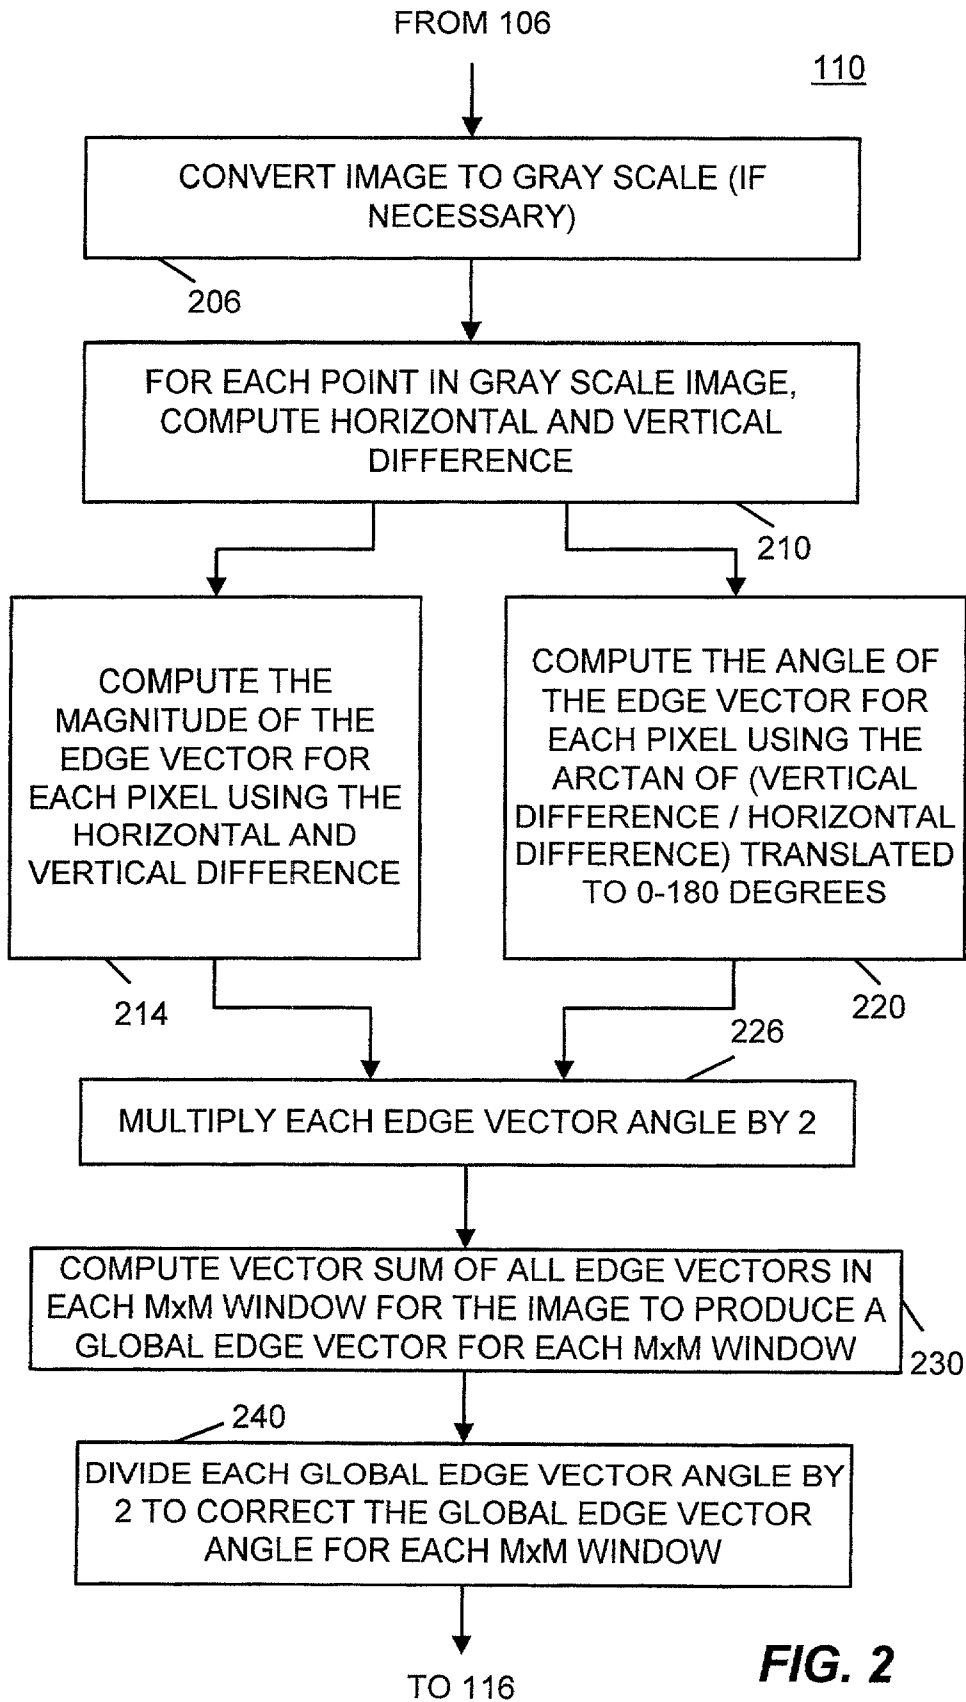 FROM 106
110
CONVERT IMAGE TO GRAY SCALE (IF
NECESSARY)
206
FOR EACH POINT IN GRAY SCALE IMAGE,
COMPUTE HORIZONTAL AND VERTICAL
DIFFERENCE
210
COMPUTE THE
MAGNITUDE OF THE
EDGE VECTOR FOR
EACH PIXEL USING THE
HORIZONTAL AND
VERTICAL DIFFERENCE
214
COMPUTE THE ANGLE OF
THE EDGE VECTOR FOR
EACH PIXEL USING THE
ARCTAN OF (VERTICAL
DIFFERENCE / HORIZONTAL
DIFFERENCE) TRANSLATED
TO 0-180 DEGREES
220
226
MULTIPLY EACH EDGE VECTOR ANGLE BY 2
COMPUTE VECTOR SUM OF ALL EDGE VECTORS IN
EACH MxM WINDOW FOR THE IMAGE TO PRODUCE A
GLOBAL EDGE VECTOR FOR EACH MxM WINDOW
230
240
DIVIDE EACH GLOBAL EDGE VECTOR ANGLE BY
2 TO CORRECT THE GLOBAL EDGE VECTOR
ANGLE FOR EACH MxM WINDOW
TO 116
FIG. 2